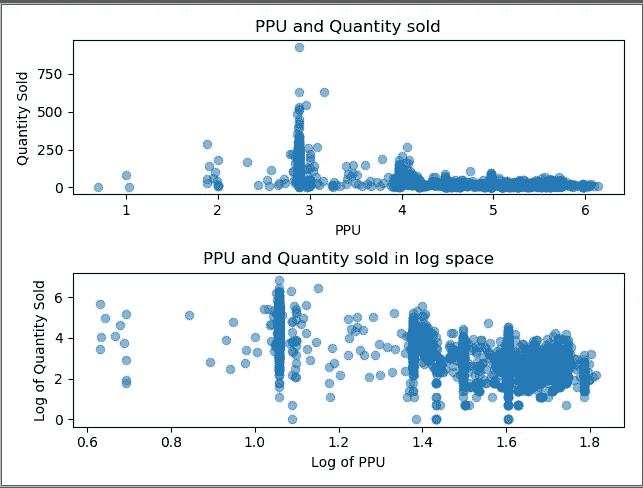 PPU and Quantity sold
Quantity Sold
750
500
250
0
1 2 3 4 5 6
PPU
PPU and Quantity sold in log space
Log of Quantity Sold
6
4
2
0
0.6 0.8 1.0 1.2 1.4 1.6 1.8
Log of PPU